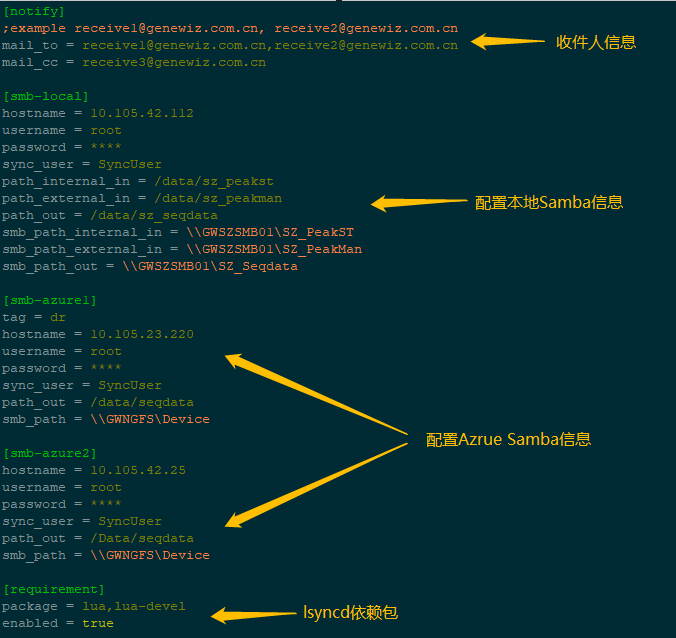 [notify]
;example receive1@genewiz.com.cn, receive2@genewiz.com.cn
mail_to = receive1@genewiz.com.cn,receive2@genewiz.com.cn
收件人信息
mail_cc = receive3@genewiz.com.cn
[smb-local]
hostname = 10.105.42.112
username = root
password = ****
sync_user = SyncUser
path_internal_in = /data/sz_peakst
path_external_in = /data/sz_peakman
配置本地Samba信息
path_out = /data/sz_seqdata
smb_path_internal_in = \\GWSZSMB01\SZ_PeakST
smb_path_external_in = \\GWSZSMB01\SZ_PeakMan
smb_path_out = \\GWSZSMB01\SZ_Seqdata
[smb-azure1]
tag = dr
hostname = 10.105.23.220
username = root
password = ****
sync_user = SyncUser
path_out = /data/seqdata
smb_path = \\GWNGFS\Device
配置Azrue Samba信息
[smb-azure2]
hostname = 10.105.42.25
username = root
password = ****
sync_user = SyncUser
path_out = /Data/seqdata
smb_path = \\GWNGFS\Device
[requirement]
package = lua,lua-devel
lsyncd依赖包
enabled = true